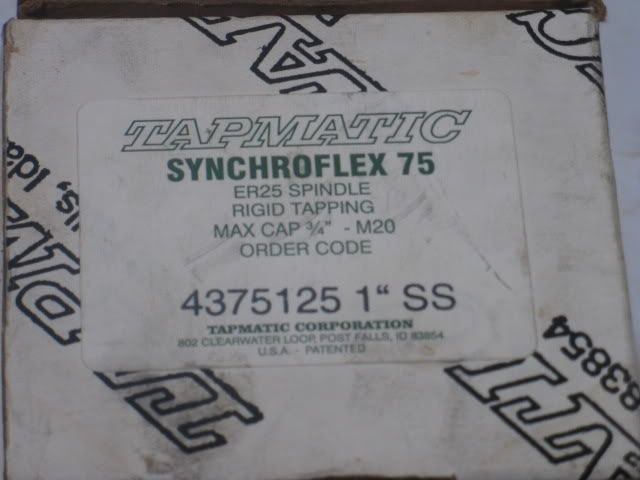 TAPMATIC
SYNCHROFLEX 75
ER25 SPINDLE
RIGID TAPPING
MAX CAP ¾" - M20
ORDER CODE
4375125 1" SS
TAPMATIC CORPORATION
802 CLEARWATER LOOP, POST FALLS, ID 83854
U.S.A. - PATENTED
83854